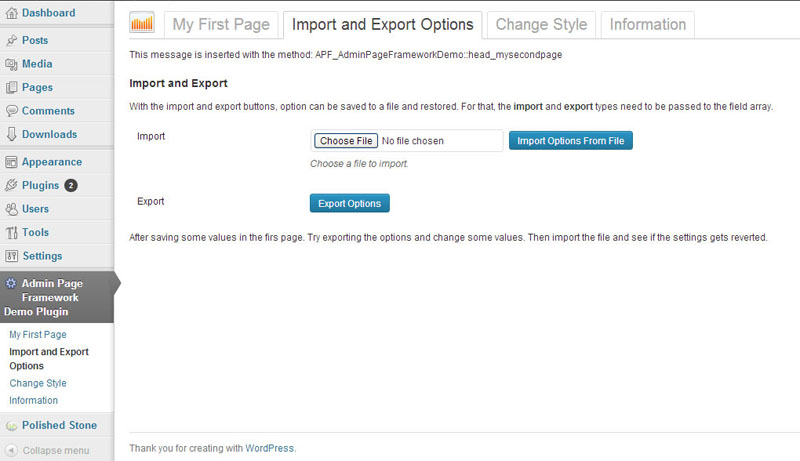 Dashboard
Posts
Media
Pages
Comments
Downloads
Appearance
Plugins 2
Users
Tools
Settings
Admin Page
Framework
Demo Plugin
My First Page
Import and Export
Options
Change Style
Information
Polished Stone
Collapse menu
My First Page Import and Export Options Change Style Information
This message is inserted with the method: APF_AdminPageFrameworkDemo::head_mysecondpage
Import and Export
With the import and export buttons, option can be saved to a file and restored. For that, the import and export types need to be passed to the field array.
Import Choose File No file chosen Import Options From File
Choose a file to import.
Export Export Options
After saving some values in the firs page. Try exporting the options and change some values. Then import the file and see if the settings gets reverted.
Thank you for creating with WordPress.